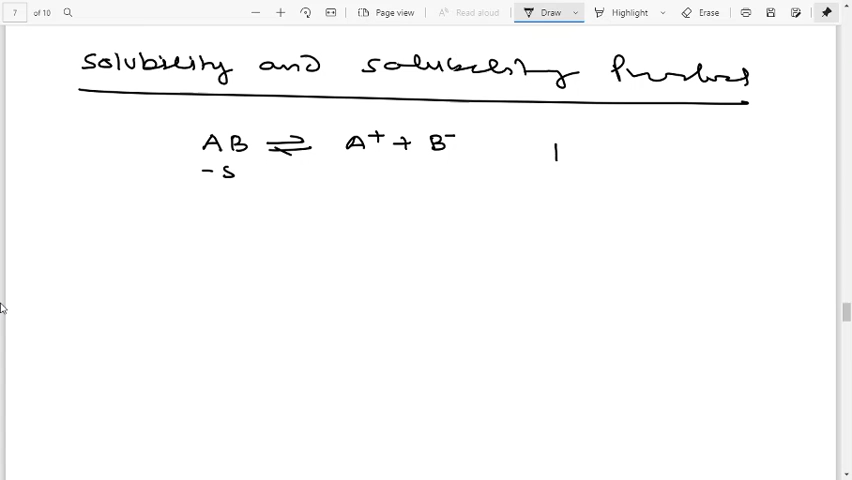 7 of 10 Page view Read aloud Draw Highlight Erase
Solubility and solubility Product
AB ⇌ A⁺ + B⁻
-s